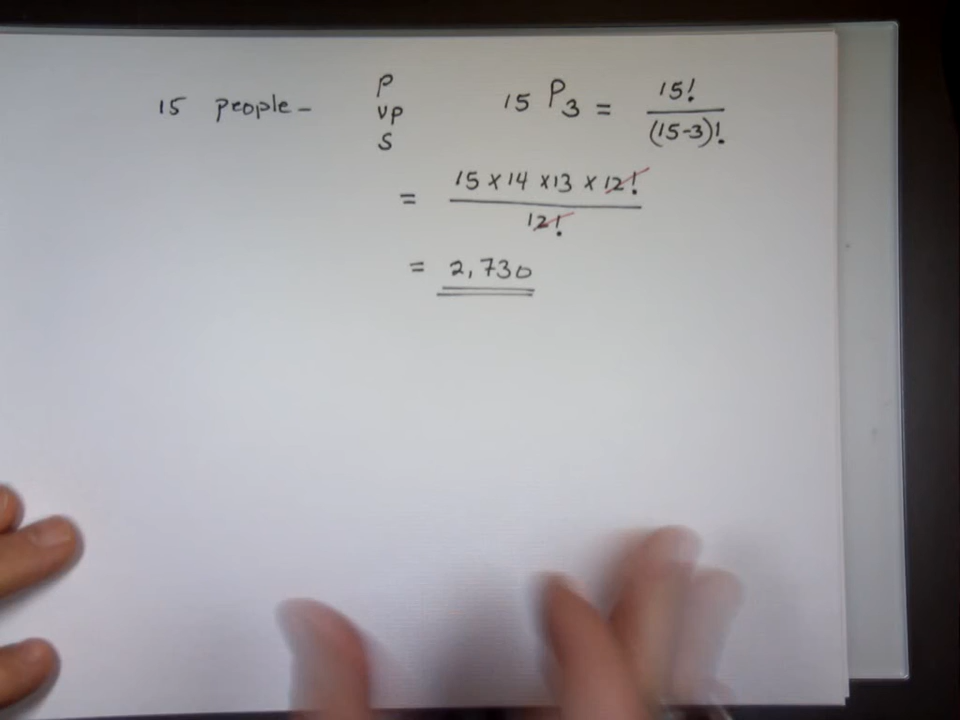 15 people-
P
VP
S
15 P3 = 15! / (15-3)!
= 15 x 14 x 13 x 12! / 12!
= 2,730